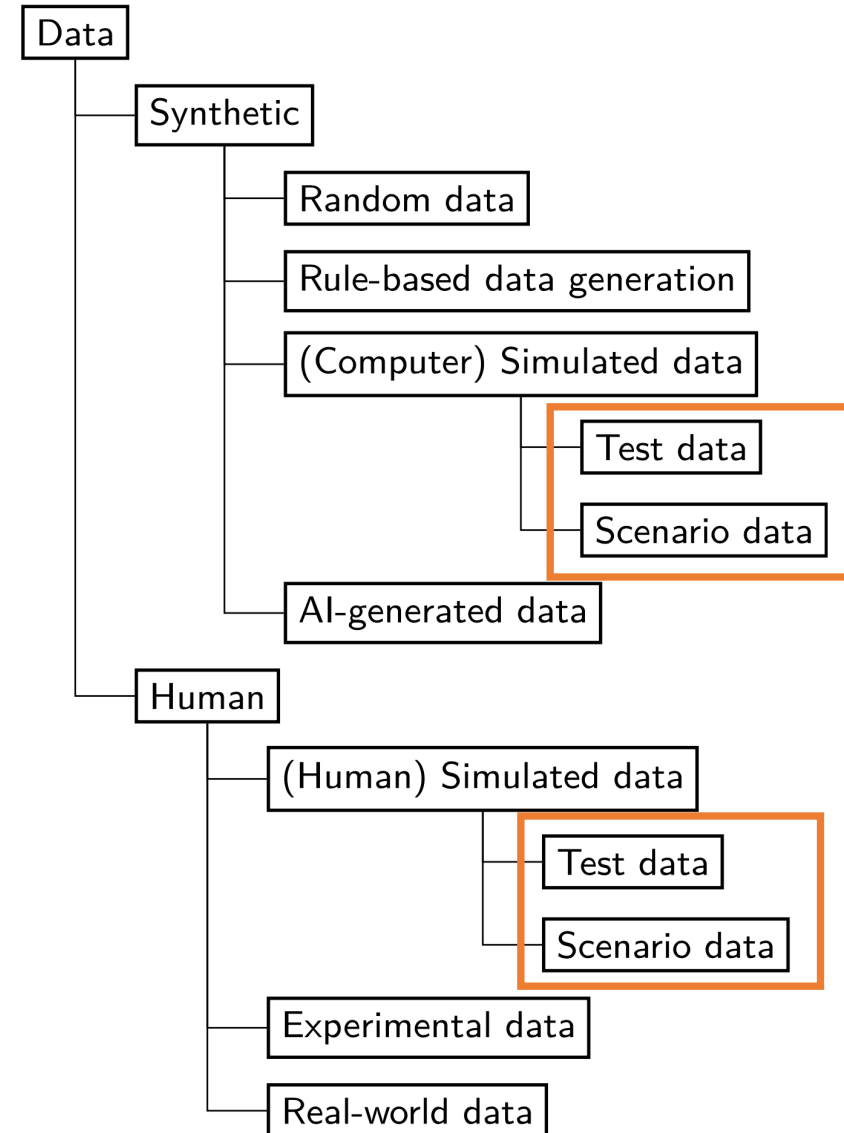 Data
Synthetic
Random data
Rule-based data generation
(Computer) Simulated data
Test data
Scenario data
AI-generated data
Human
(Human) Simulated data
Test data
Scenario data
Experimental data
Real-world data